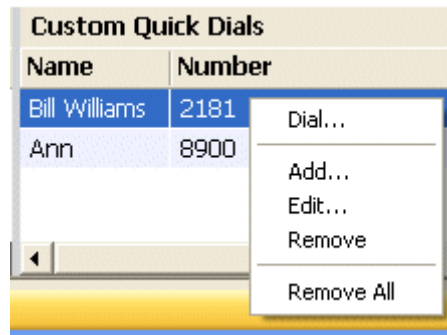 Custom Quick Dials
Name Number
Bill Williams 2181
Ann 8900
Dial...
Add...
Edit...
Remove
Remove All